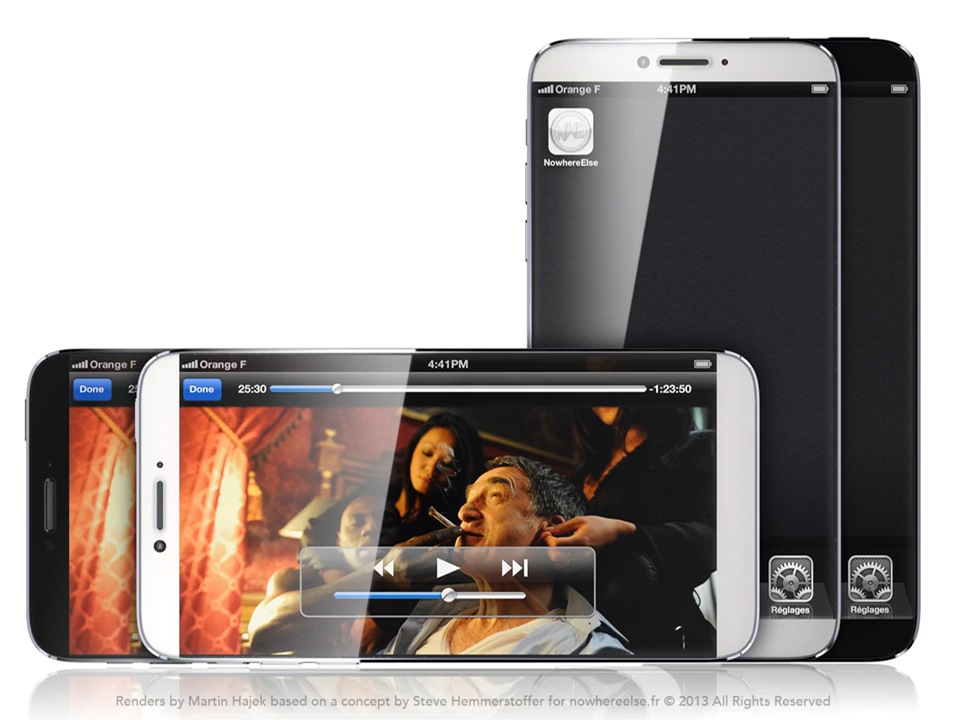 Orange F 4:41PM
NowhereElse
Orange F
Done 25
Orange F 4:41PM
Done 25:30 -1:23:50
Réglages
Réglages
Renders by Martin Hajek based on a concept by Steve Hemmerstoffer for nowhereelse.fr © 2013 All Rights Reserved